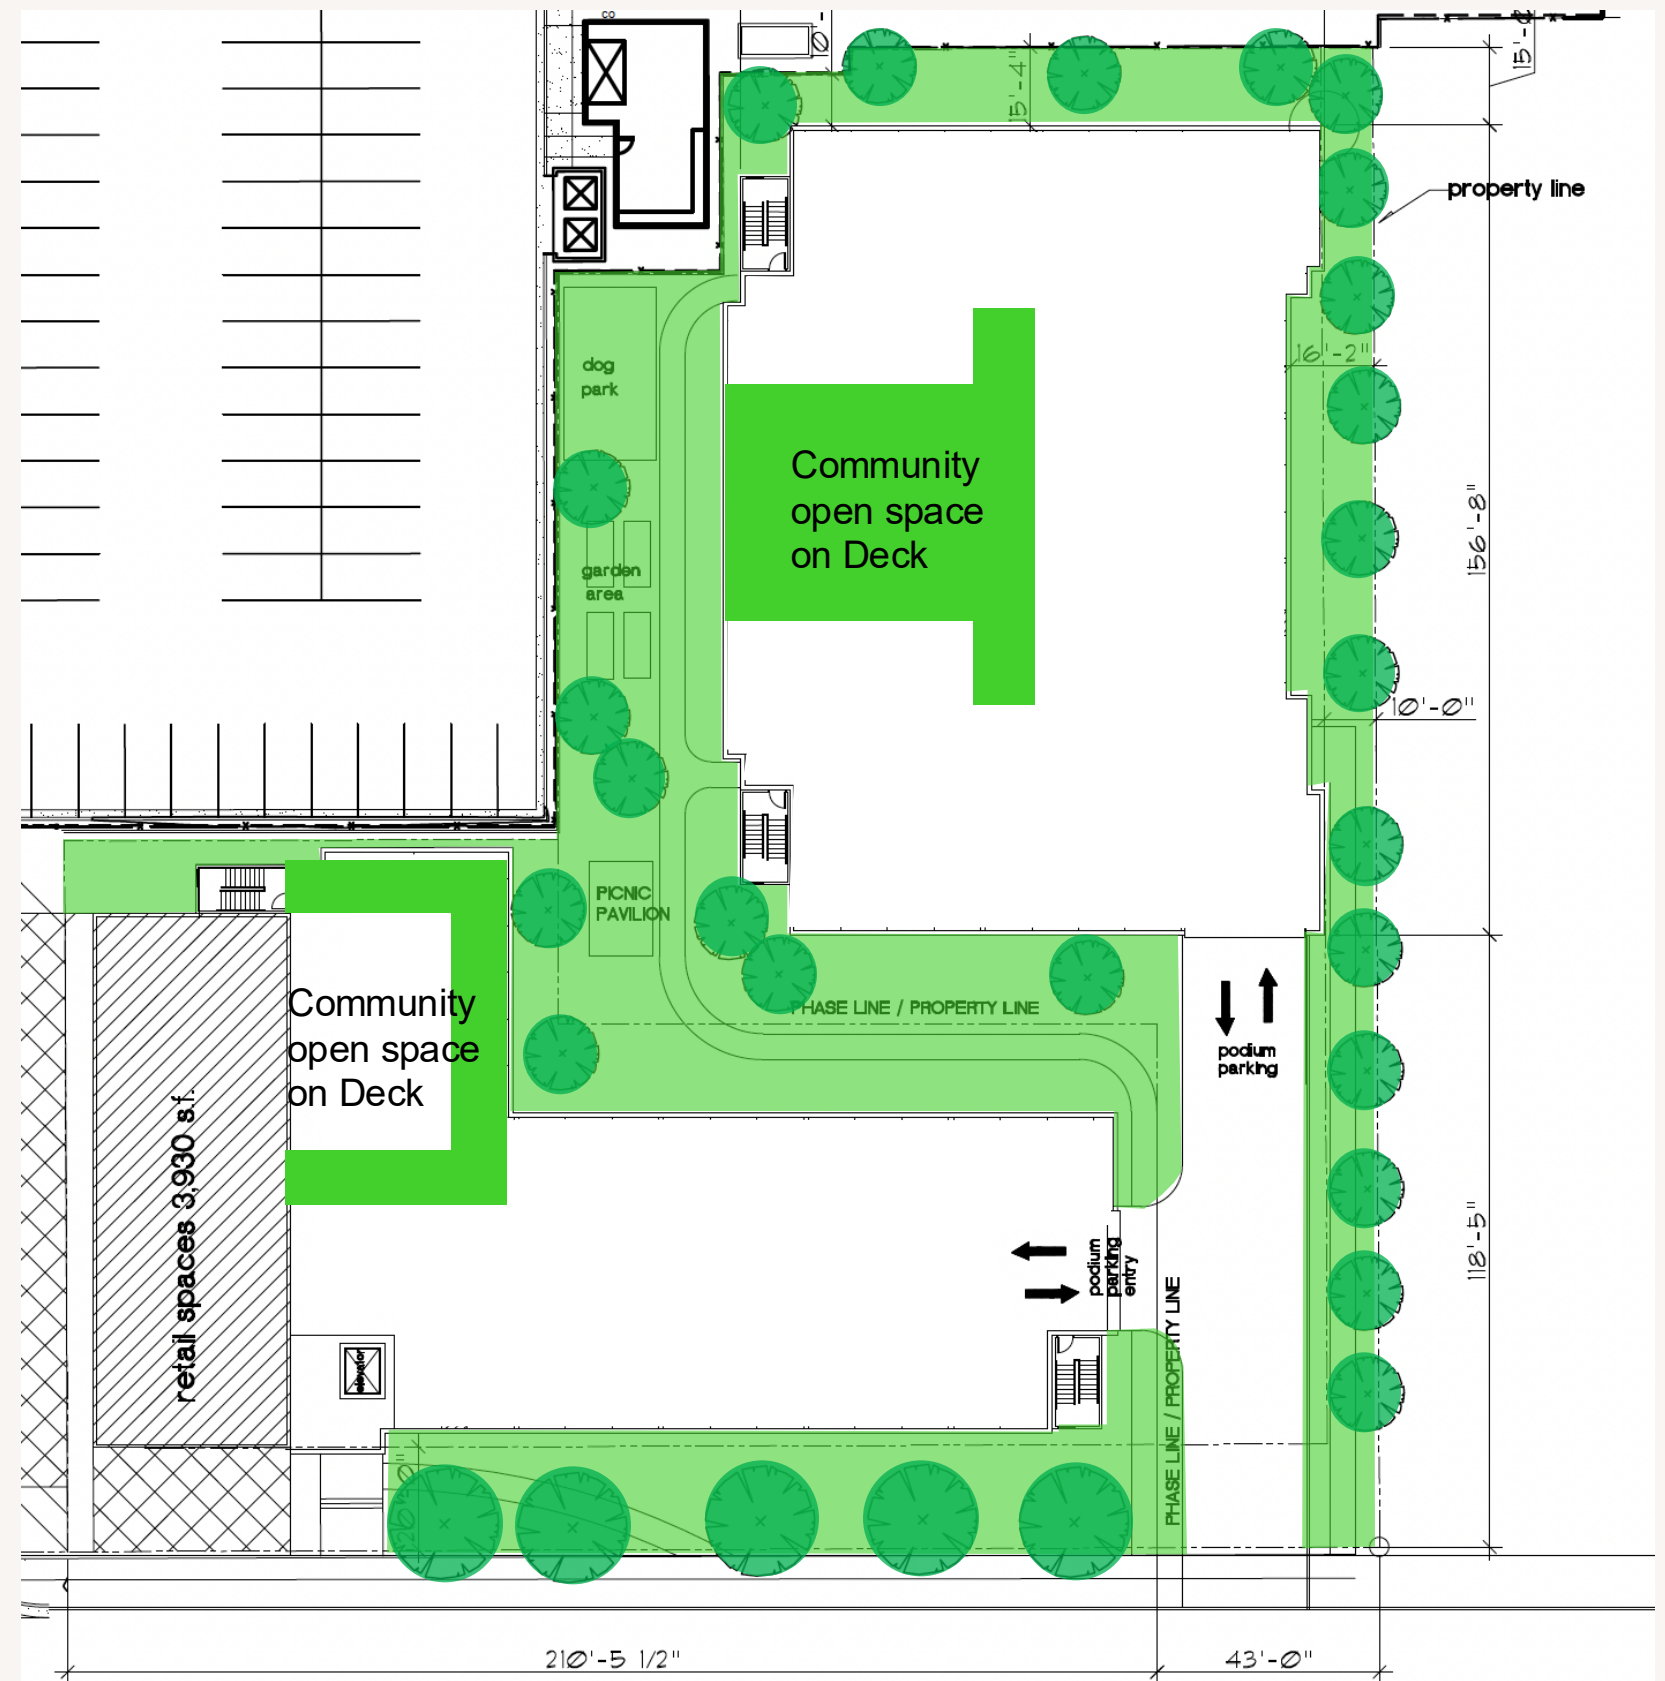 CO
15'-4"
property line
16'-2"
dog
park
Community
open space
on Deck
156'-8"
garden
area
10'-0"
PICNIC
PAVILION
PHASE LINE / PROPERTY LINE
Community
open space
on Deck
podium
parking
retail spaces 3,930 s.f.
118'-5"
podium
parking
entry
PHASE LINE / PROPERTY LINE
elevator
210'-5 1/2"
43'-0"